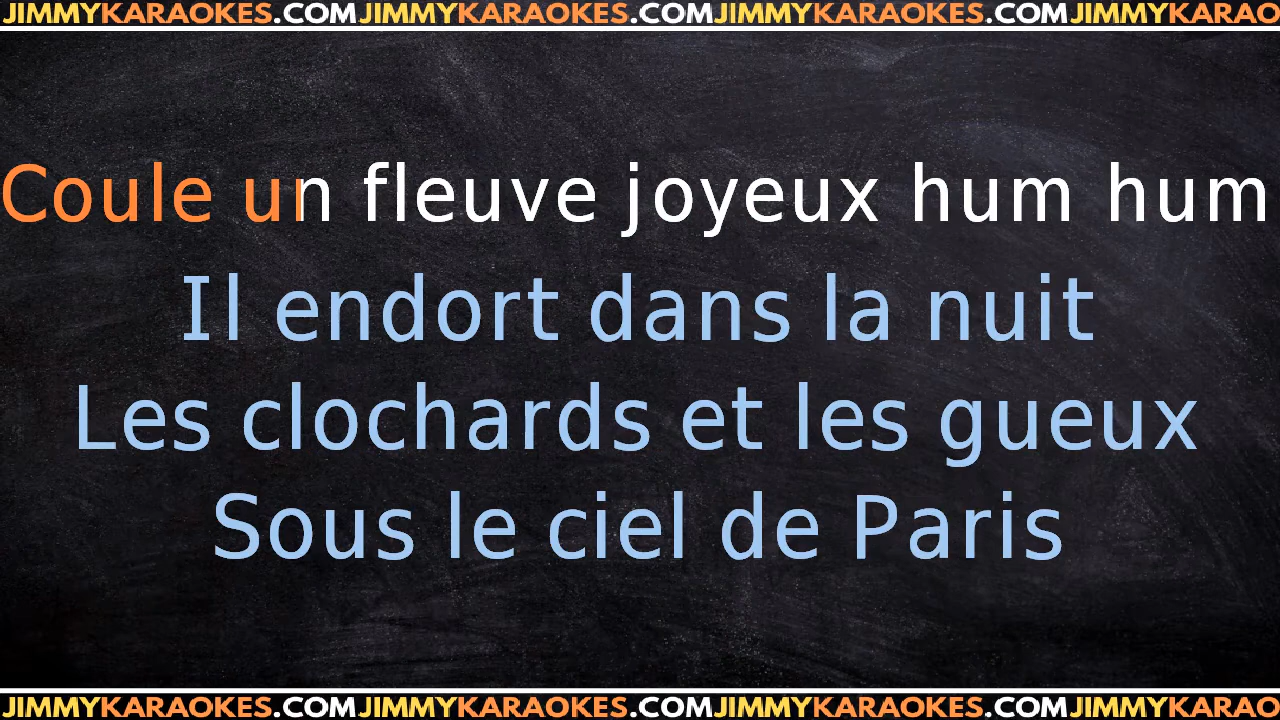 JIMMYKARAOKES.COMJIMMYKARAOKES.COMJIMMYKARAOKES.COMJIMMYKARAO
Coule un fleuve joyeux hum hum
Il endort dans la nuit
Les clochards et les gueux
Sous le ciel de Paris
JIMMYKARAOKES.COMJIMMYKARAOKES.COMJIMMYKARAOKES.COMJIMMYKARAO